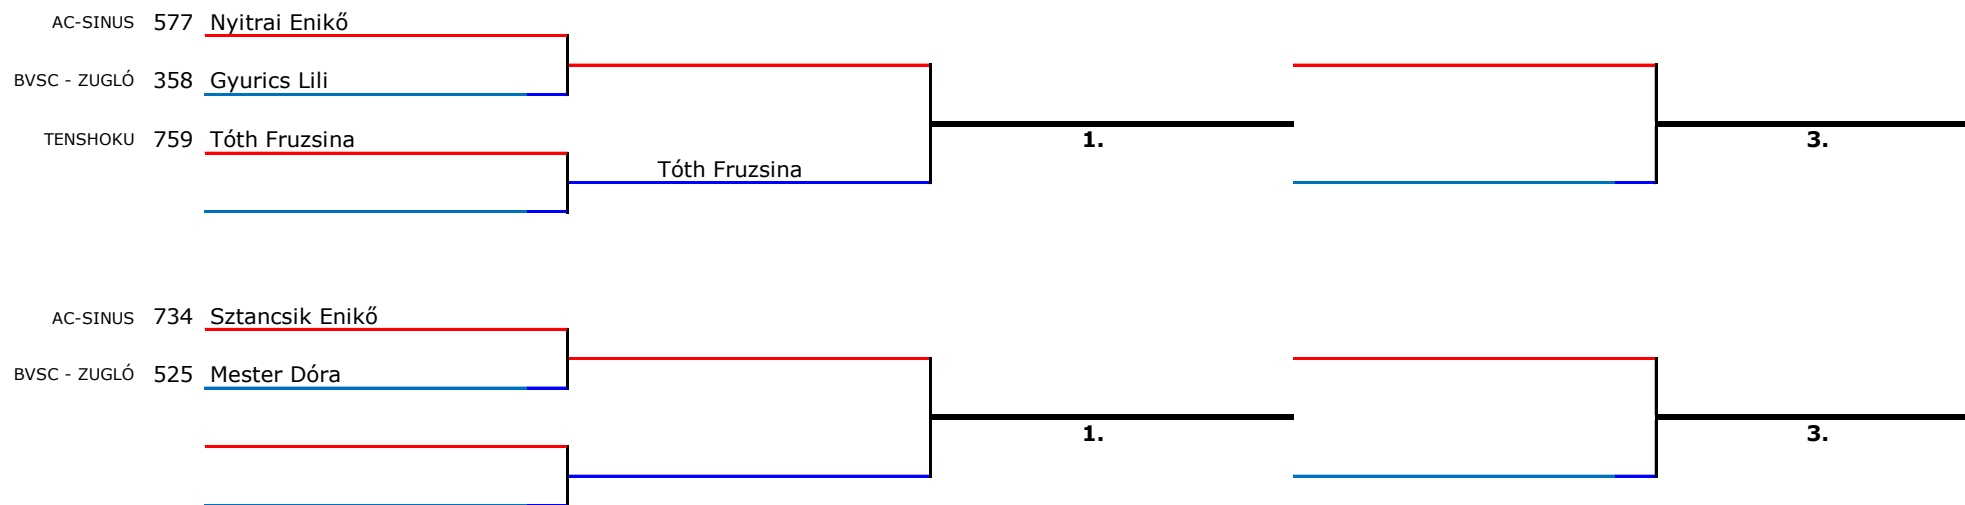 AC-SINUS 577 Nyitrai Enikő
BVSC - ZUGLÓ 358 Gyurics Lili
TENSHOKU 759 Tóth Fruzsina
1.
3.
Tóth Fruzsina
AC-SINUS 734 Sztancsik Enikő
BVSC - ZUGLÓ 525 Mester Dóra
1.
3.